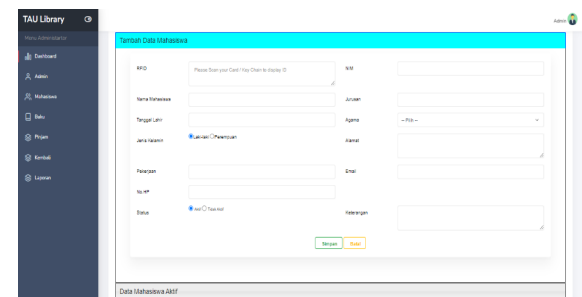 TAU Library
Admin
Menu Administrator
Dashboard
Admin
Mahasiswa
Buku
Pinjam
Kembali
Laporan
Tambah Data Mahasiswa
RFID
Please Scan your Card / Key Chain to display ID
NIM
Nama Mahasiswa
Jurusan
Tanggal Lahir
Agama
-- Pilih --
Jenis Kelamin
Laki-laki Perempuan
Alamat
Pekerjaan
Email
No HP
Status
Aktif Tidak Aktif
Keterangan
Simpan
Batal
Data Mahasiswa Aktif